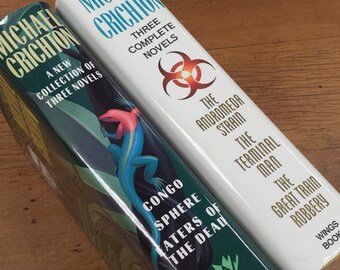 MICHAEL
CRICHTON
A NEW
COLLECTION OF
THREE NOVELS
CONGO
SPHERE
EATERS OF
THE DEAD
MICHAEL
CRICHTON
THREE
COMPLETE
NOVELS
THE
ANDROMEDA
STRAIN
THE
TERMINAL
MAN
THE
GREAT TRAIN
ROBBERY
WINGS
BOOKS